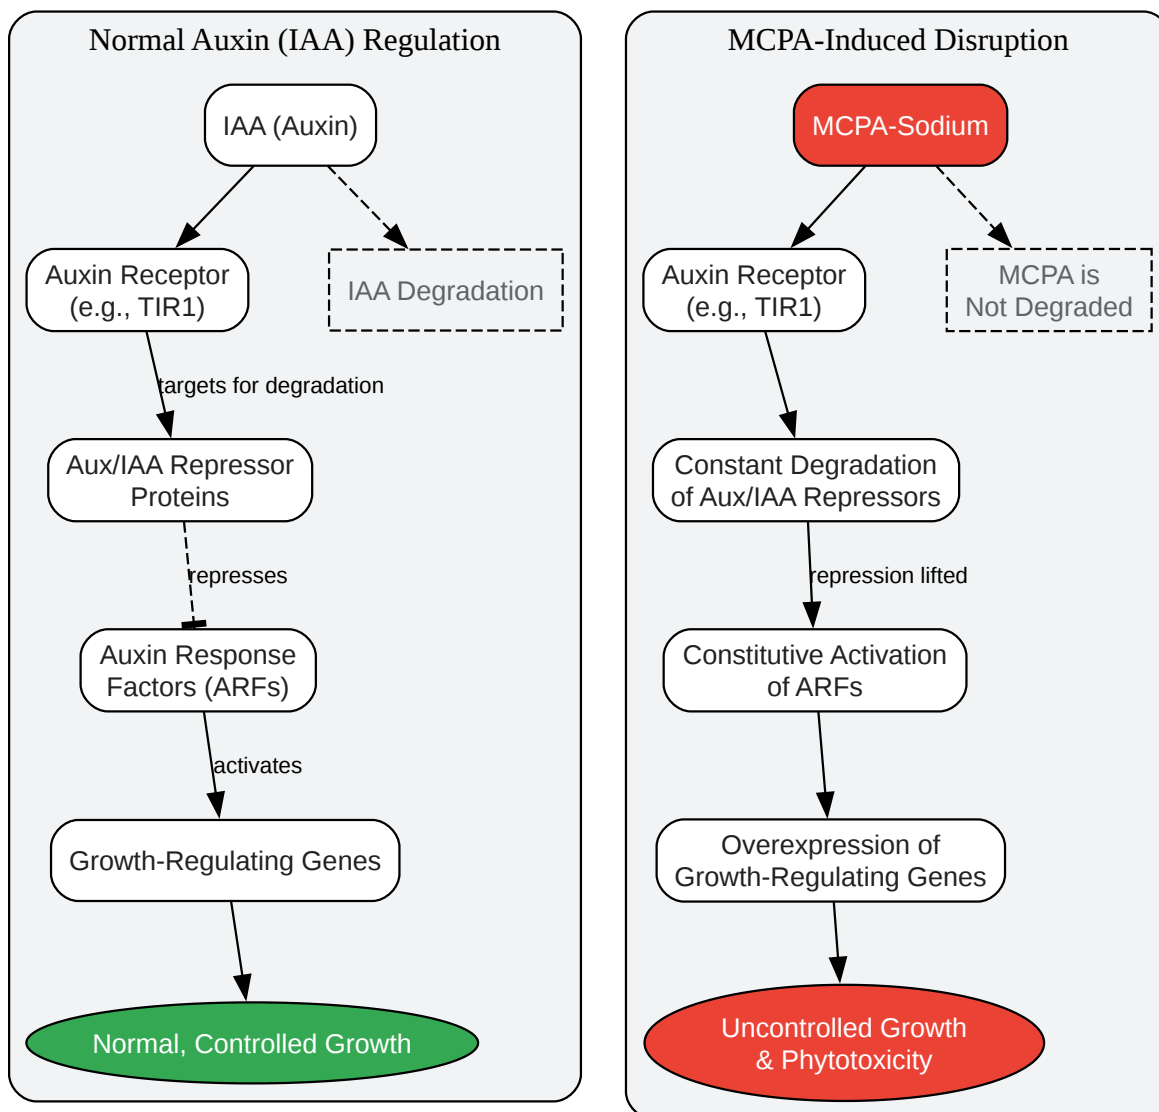 Normal Auxin (IAA) Regulation
IAA (Auxin)
Auxin Receptor
(e.g., TIR1)
IAA Degradation
targets for degradation
Aux/IAA Repressor
Proteins
represses
Auxin Response
Factors (ARFs)
activates
Growth-Regulating Genes
Normal, Controlled Growth
MCPA-Induced Disruption
MCPA-Sodium
Auxin Receptor
(e.g., TIR1)
MCPA is
Not Degraded
Constant Degradation
of Aux/IAA Repressors
repression lifted
Constitutive Activation
of ARFs
Overexpression of
Growth-Regulating Genes
Uncontrolled Growth
& Phytotoxicity